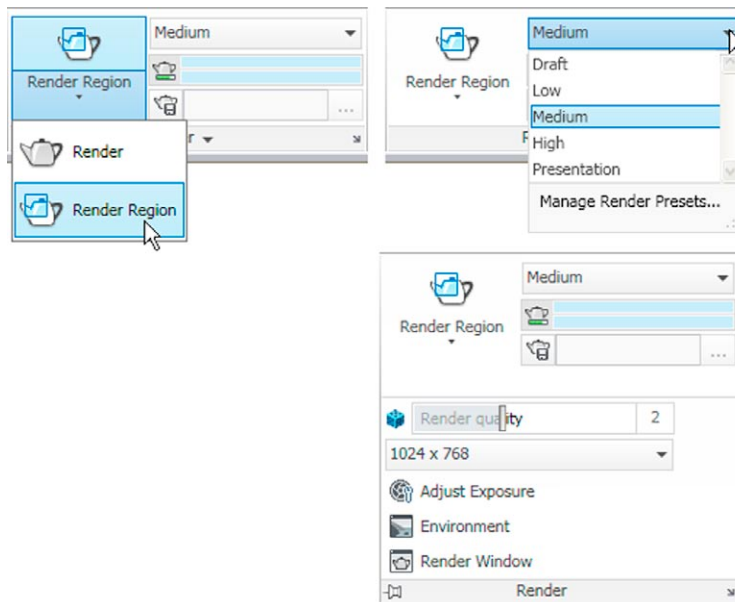 Medium
Render Region
...
r
Render
Render Region
Medium
Render Region
Draft
Low
Medium
High
Presentation
Manage Render Presets...
Medium
Render Region
...
Render quality
2
1024 x 768
Adjust Exposure
Environment
Render Window
Render